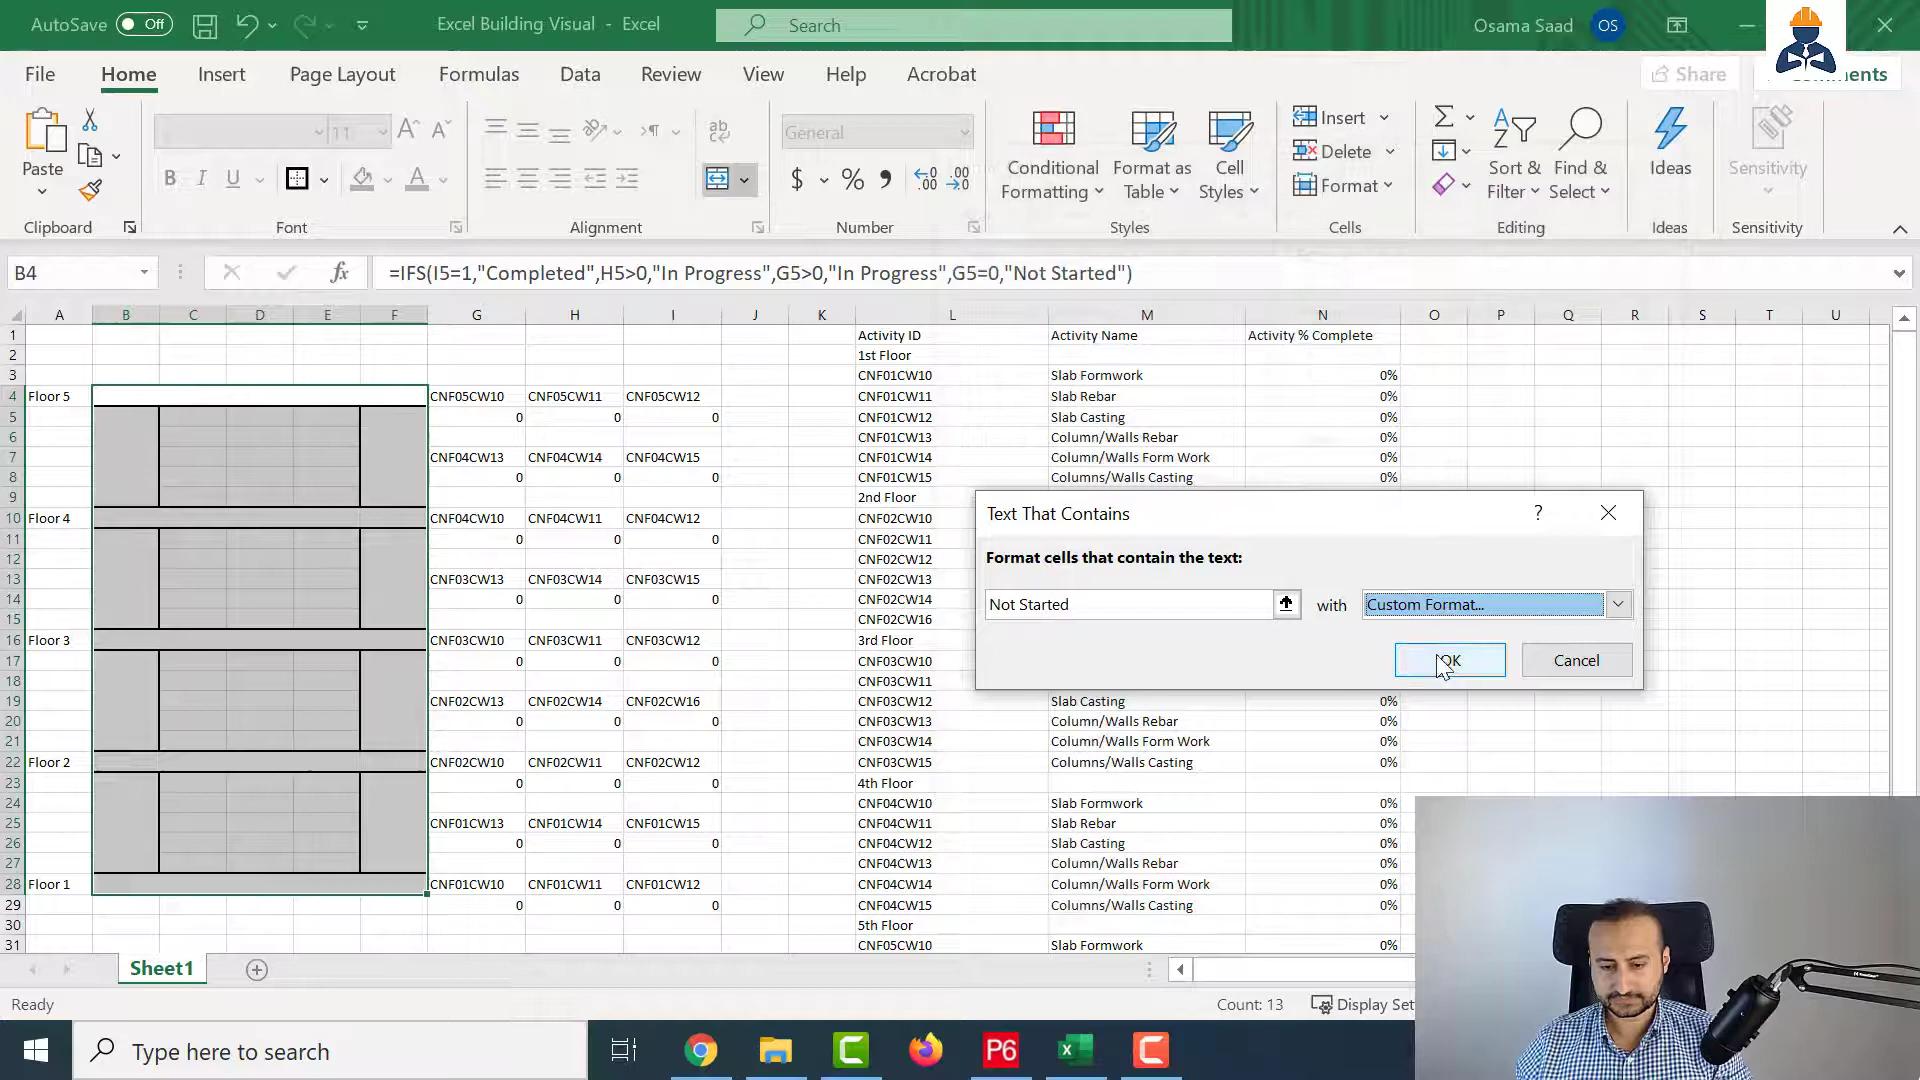 AutoSave Off Excel Building Visual - Excel Search Osama Saad OS
File Home Insert Page Layout Formulas Data Review View Help Acrobat Share
Paste 11 ab General Conditional Formatting Format as Table Cell Styles Insert Delete Format Sort & Filter Find & Select Ideas Sensitivity
Clipboard Font Alignment Number Styles Cells Editing Ideas Sensitivity
B4 fx =IFS(I5=1,"Completed",H5>0,"In Progress",G5>0,"In Progress",G5=0,"Not Started")
A B C D E F G H I J K L M N O P Q R S T U
1 Activity ID Activity Name Activity % Complete
2 1st Floor
3 CNF01CW10 Slab Formwork 0%
4 Floor 5 CNF05CW10 CNF05CW11 CNF05CW12 CNF01CW11 Slab Rebar 0%
5 0 0 0 CNF01CW12 Slab Casting 0%
6 CNF01CW13 Column/Walls Rebar 0%
7 CNF04CW13 CNF04CW14 CNF04CW15 CNF01CW14 Column/Walls Form Work 0%
8 0 0 0 CNF01CW15 Columns/Walls Casting 0%
9 2nd Floor
10 Floor 4 CNF04CW10 CNF04CW11 CNF04CW12 CNF02CW10
11 0 0 0 CNF02CW11
12 CNF02CW12
13 CNF03CW13 CNF03CW14 CNF03CW15 CNF02CW13
14 0 0 0 CNF02CW14
15 CNF02CW16
16 Floor 3 CNF03CW10 CNF03CW11 CNF03CW12 3rd Floor
17 0 0 0 CNF03CW10
18 CNF03CW11
19 CNF02CW13 CNF02CW14 CNF02CW16 CNF03CW12 Slab Casting 0%
20 0 0 0 CNF03CW13 Column/Walls Rebar 0%
21 CNF03CW14 Column/Walls Form Work 0%
22 Floor 2 CNF02CW10 CNF02CW11 CNF02CW12 CNF03CW15 Columns/Walls Casting 0%
23 0 0 0 4th Floor
24 CNF04CW10 Slab Formwork 0%
25 CNF01CW13 CNF01CW14 CNF01CW15 CNF04CW11 Slab Rebar 0%
26 0 0 0 CNF04CW12 Slab Casting 0%
27 CNF04CW13 Column/Walls Rebar 0%
28 Floor 1 CNF01CW10 CNF01CW11 CNF01CW12 CNF04CW14 Column/Walls Form Work 0%
29 0 0 0 CNF04CW15 Columns/Walls Casting 0%
30 5th Floor
31 CNF05CW10 Slab Formwork 0%
Text That Contains ?
Format cells that contain the text:
Not Started with Custom Format...
OK Cancel
Sheet1
Ready Count: 13 Display Set
Type here to search P6